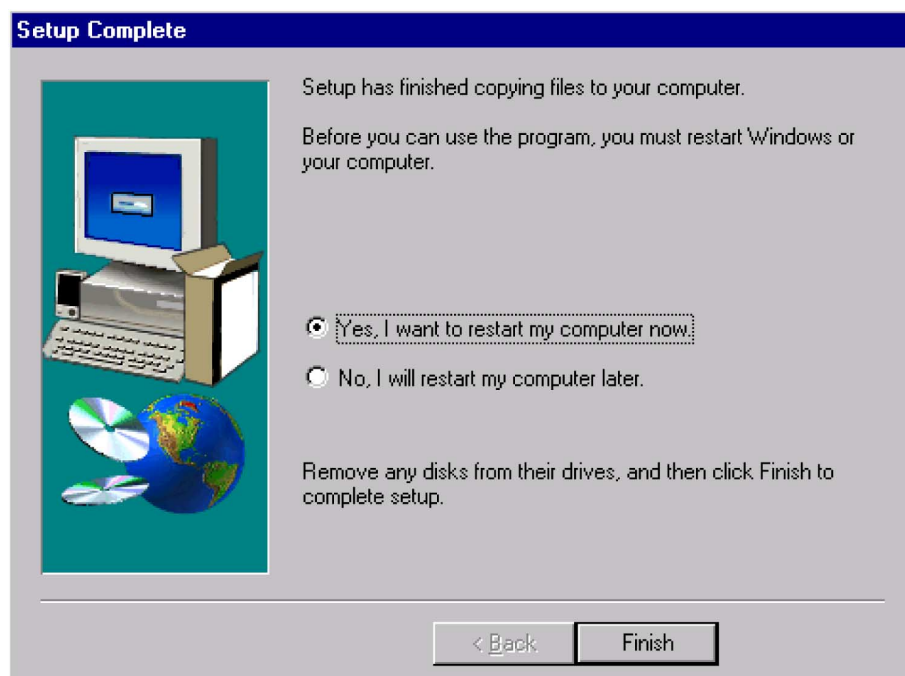 Setup Complete
Setup has finished copying files to your computer.
Before you can use the program, you must restart Windows or
your computer.
Yes, I want to restart my computer now.
No, I will restart my computer later.
Remove any disks from their drives, and then click Finish to
complete setup.
< Back
Finish